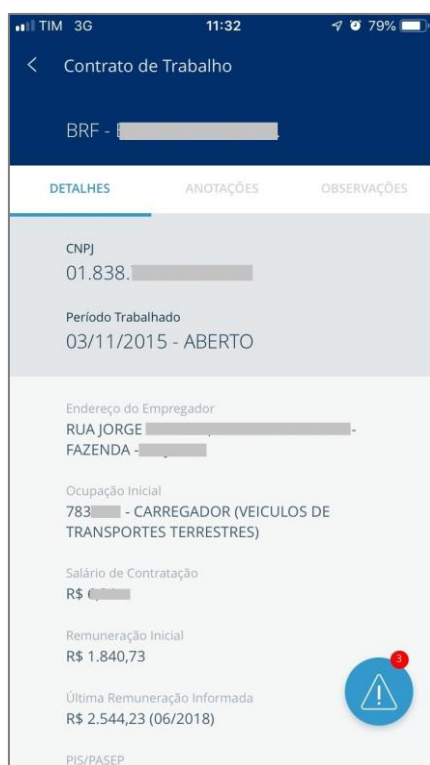 TIM 3G 11:32 79%
Contrato de Trabalho
BRF -
DETALHES ANOTAÇÕES OBSERVAÇÕES
CNPJ
01.838.
Período Trabalhado
03/11/2015 - ABERTO
Endereço do Empregador
RUA JORGE -
FAZENDA -
Ocupação Inicial
783 - CARREGADOR (VEICULOS DE
TRANSPORTES TERRESTRES)
Salário de Contratação
R$
Remuneração Inicial
R$ 1.840,73
3
Última Remuneração Informada
R$ 2.544,23 (06/2018)
PIS/PASEP